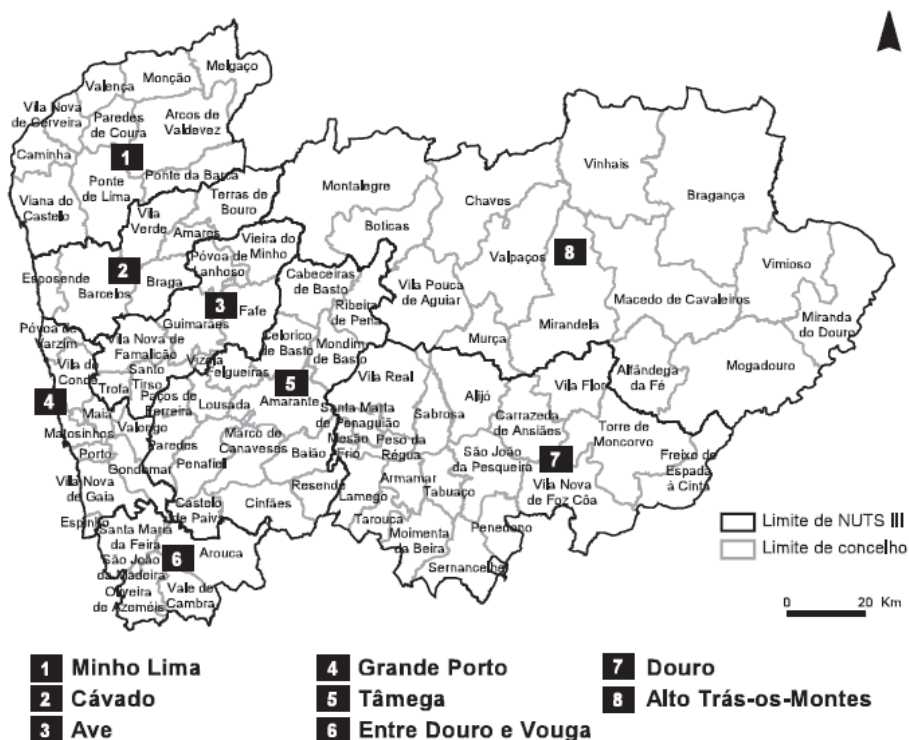 Melgaço
Monção
Valença
Vila Nova
de Cerveira
Paredes
de Coura
Arcos de
Valdevez
Caminha
1
Ponte
de Lima
Ponte da Barca
Viana do
Castelo
Terras de
Bouro
Vila
Verde
Amares
Montalegre
Boticas
Chaves
Vinhais
Bragança
Valpaços
8
Vimioso
Macedo de Cavaleiros
Miranda
do Douro
Vila Pouca
de Aguiar
Murça
Mirandela
Mogadouro
Alfândega
da Fé
Vieira do
Minho
Póvoa de
Lanhoso
Esposende
2
Barcelos
Braga
3
Fafe
Guimarães
Cabeceiras
de Basto
Ribeira
de Pena
Celorico
de Basto
Mondim
de Basto
Póvoa de
Varzim
Vila Nova de
Famalicão
Vizela
Felgueiras
Vila do
Conde
Santo
Tirso
Trofa
4
Paços de
Ferreira
Lousada
5
Amarante
Maia
Matosinhos
Valongo
Paredes
Porto
Gondomar
Penafiel
Marco de
Canaveses
Baião
Vila Nova
de Gaia
Espinho
Castelo
de Paiva
Cinfães
Resende
Vila Real
Santa Marta
de Penaguião
Mesão
Frio
Peso da
Régua
Sabrosa
Alijó
Vila Flor
Carrazeda
de Ansiães
Torre de
Moncorvo
São João
da Pesqueira
7
Freixo de
Espada
à Cinta
Vila Nova
de Foz Côa
Armamar
Tabuaço
Lamego
Tarouca
Moimenta
da Beira
Penedono
Sernancelhe
Santa Maria
da Feira
6
Arouca
São João
da Madeira
Oliveira
de Azeméis
Vale de
Cambra
Limite de NUTS III
Limite de concelho
0 20 Km
1 Minho Lima
2 Cávado
3 Ave
4 Grande Porto
5 Tâmega
6 Entre Douro e Vouga
7 Douro
8 Alto Trás-os-Montes